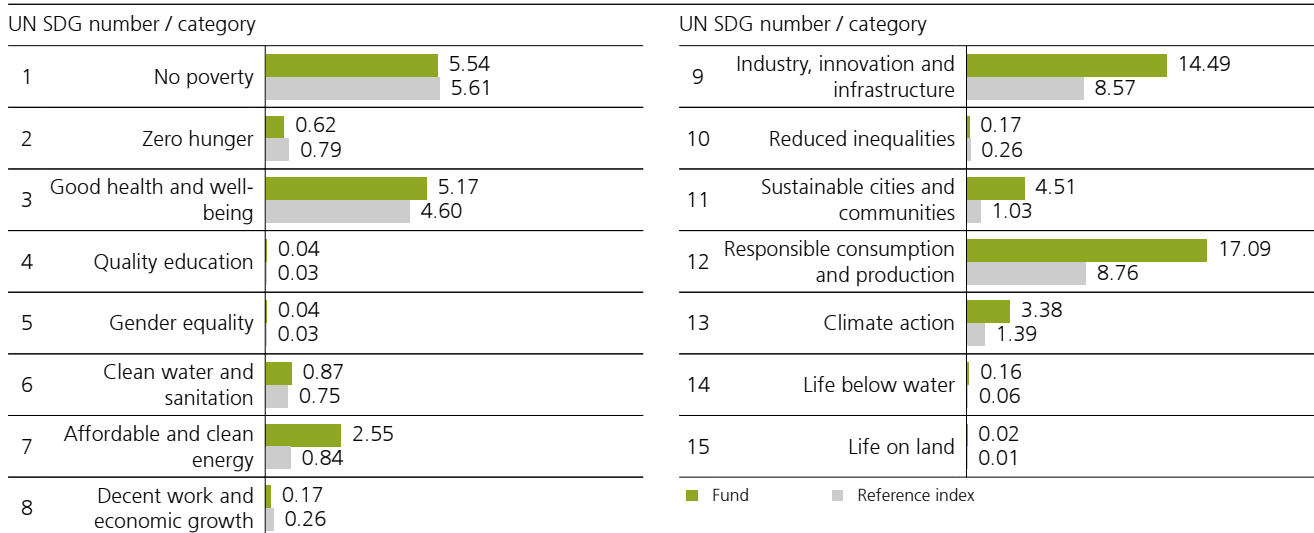 UN SDG number / category
1 No poverty 5.54
5.61
2 Zero hunger 0.62
0.79
3 Good health and well-
being 5.17
4.60
4 Quality education 0.04
0.03
5 Gender equality 0.04
0.03
6 Clean water and
sanitation 0.87
0.75
7 Affordable and clean
energy 2.55
0.84
8 Decent work and
economic growth 0.17
0.26
UN SDG number / category
9 Industry, innovation and
infrastructure 14.49
8.57
10 Reduced inequalities 0.17
0.26
11 Sustainable cities and
communities 4.51
1.03
12 Responsible consumption
and production 17.09
8.76
13 Climate action 3.38
1.39
14 Life below water 0.16
0.06
15 Life on land 0.02
0.01
Fund Reference index